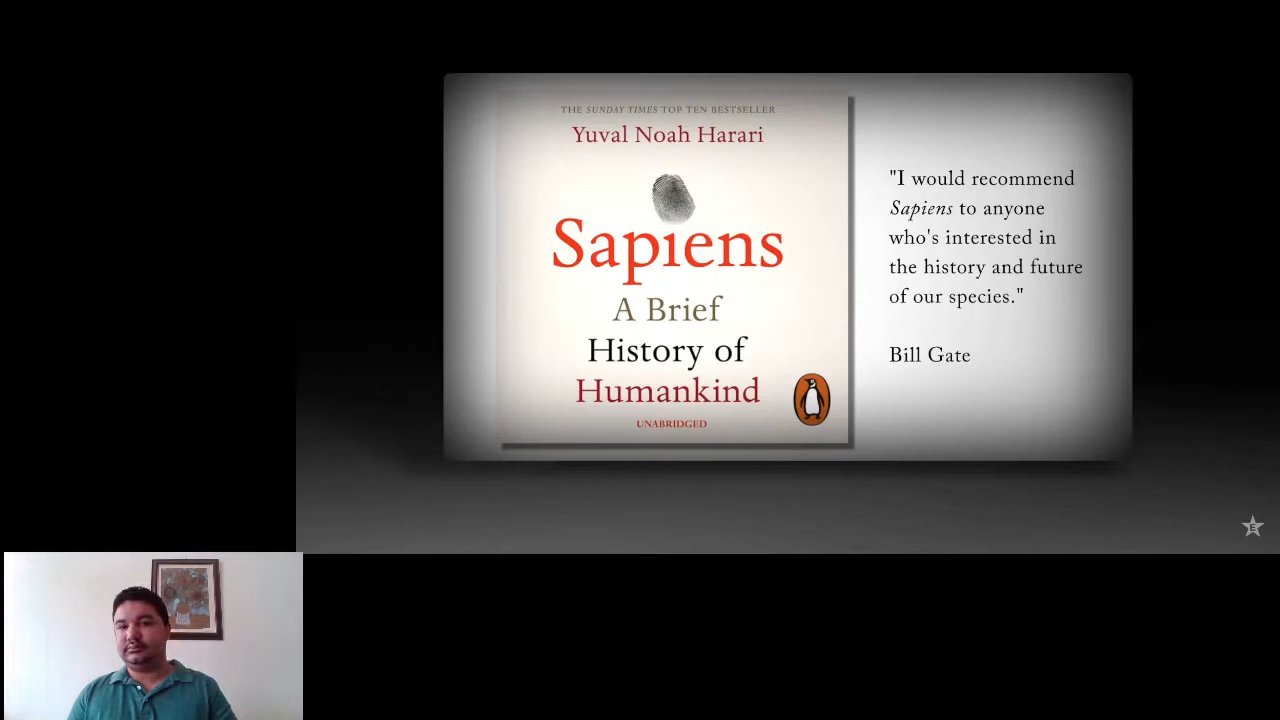 THE SUNDAY TIMES TOP TEN BESTSELLER
Yuval Noah Harari
Sapiens
A Brief
History of
Humankind
UNABRIDGED
"I would recommend
Sapiens to anyone
who's interested in
the history and future
of our species."
Bill Gate
E